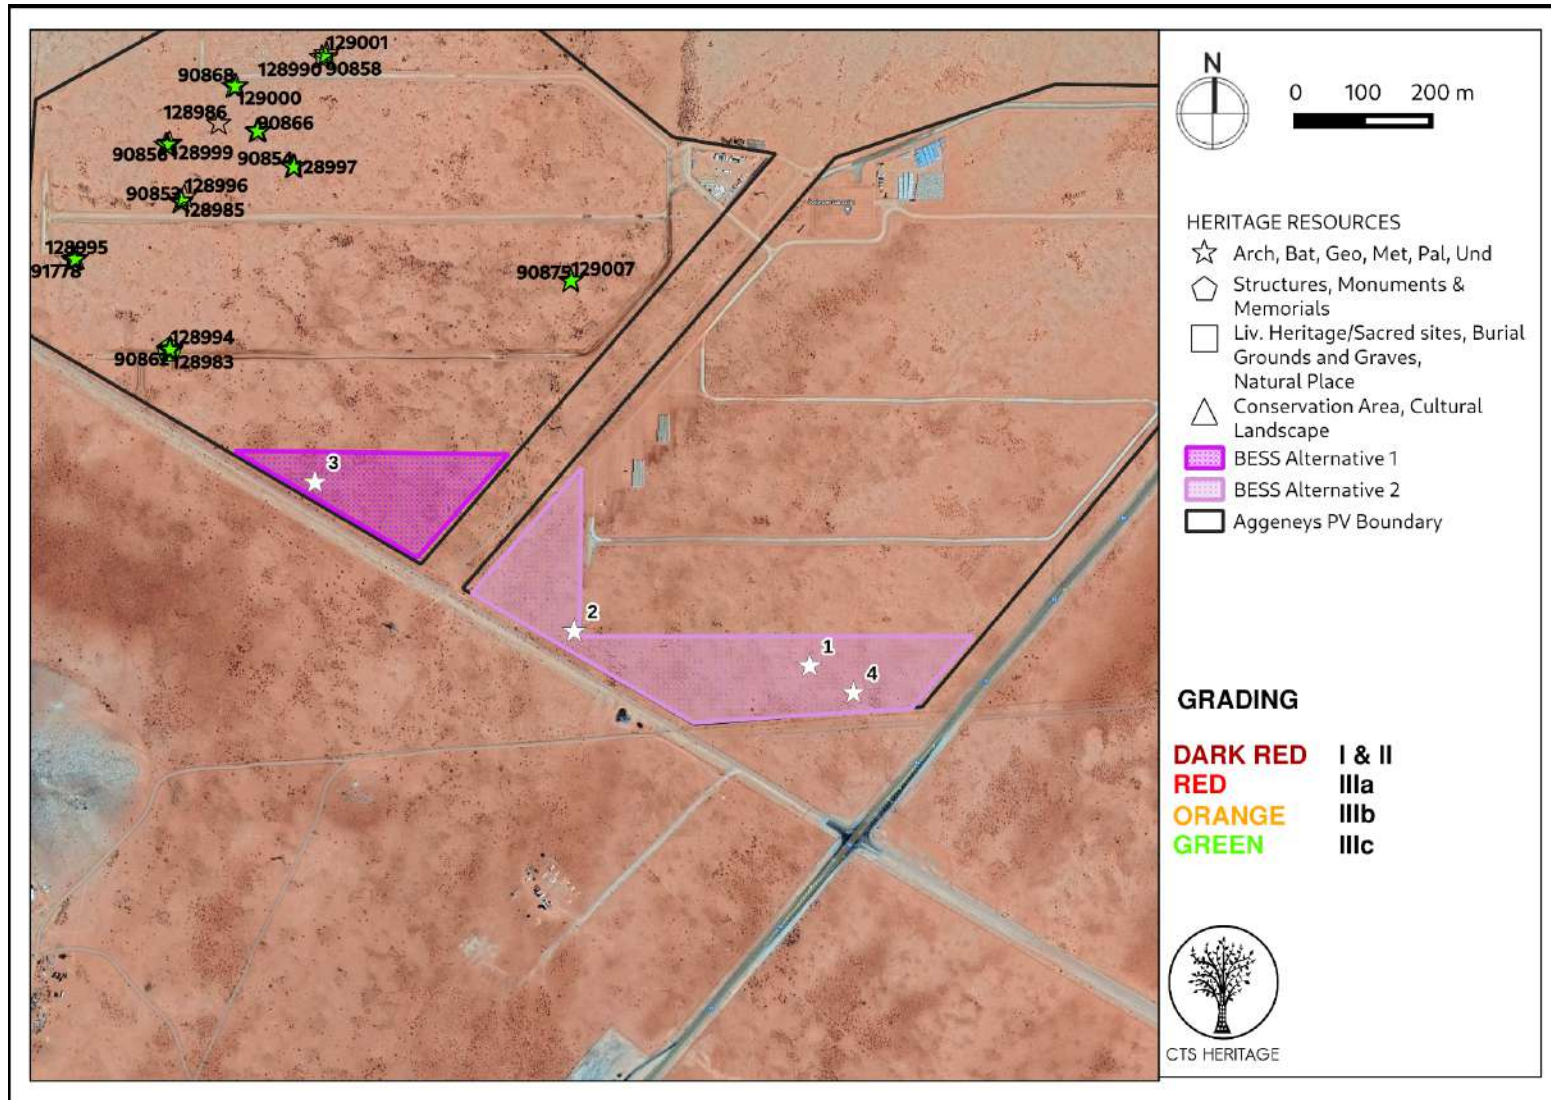 129001
128990 90858
90868
129000
128986
90866
90856
128999
90854
128997
128996
90853
128985
128995
91778
90875
129007
128994
90862
128983
3
2
1
4
N
0 100 200 m
HERITAGE RESOURCES
Arch, Bat, Geo, Met, Pal, Und
Structures, Monuments &
Memorials
Liv. Heritage/Sacred sites, Burial
Grounds and Graves,
Natural Place
Conservation Area, Cultural
Landscape
BESS Alternative 1
BESS Alternative 2
Aggeneys PV Boundary
GRADING
DARK RED I & II
RED IIIa
ORANGE IIIb
GREEN IIIc
CTS HERITAGE